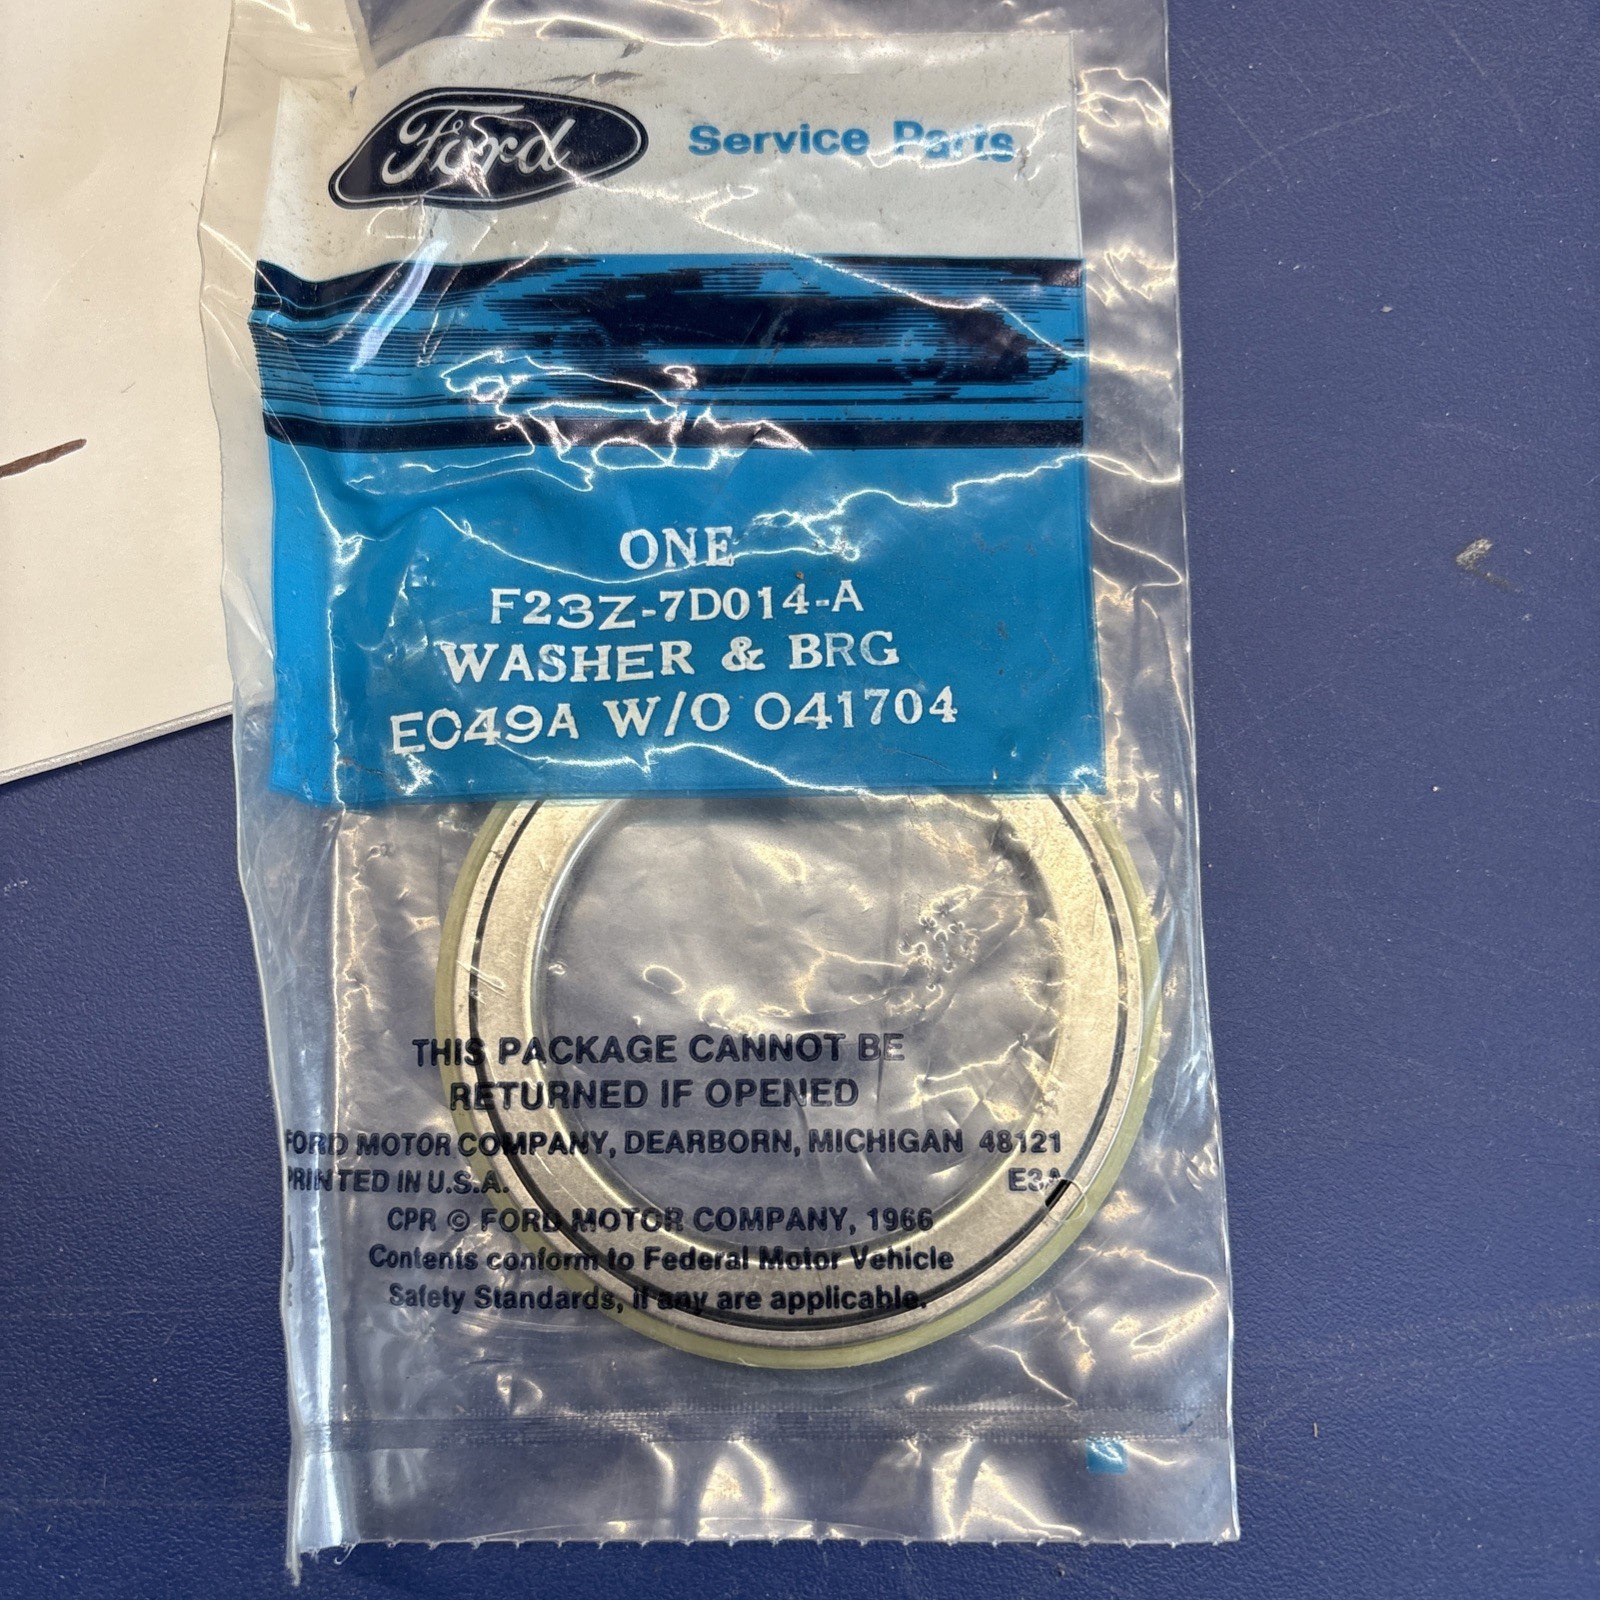 Ford Service Parts
ONE
F23Z-7D014-A
WASHER & BRG
E049A W/O 041704
THIS PACKAGE CANNOT BE
RETURNED IF OPENED
FORD MOTOR COMPANY, DEARBORN, MICHIGAN 48121
PRINTED IN U.S.A. E3A
CPR © FORD MOTOR COMPANY, 1966
Contents conform to Federal Motor Vehicle
Safety Standards, if any are applicable.